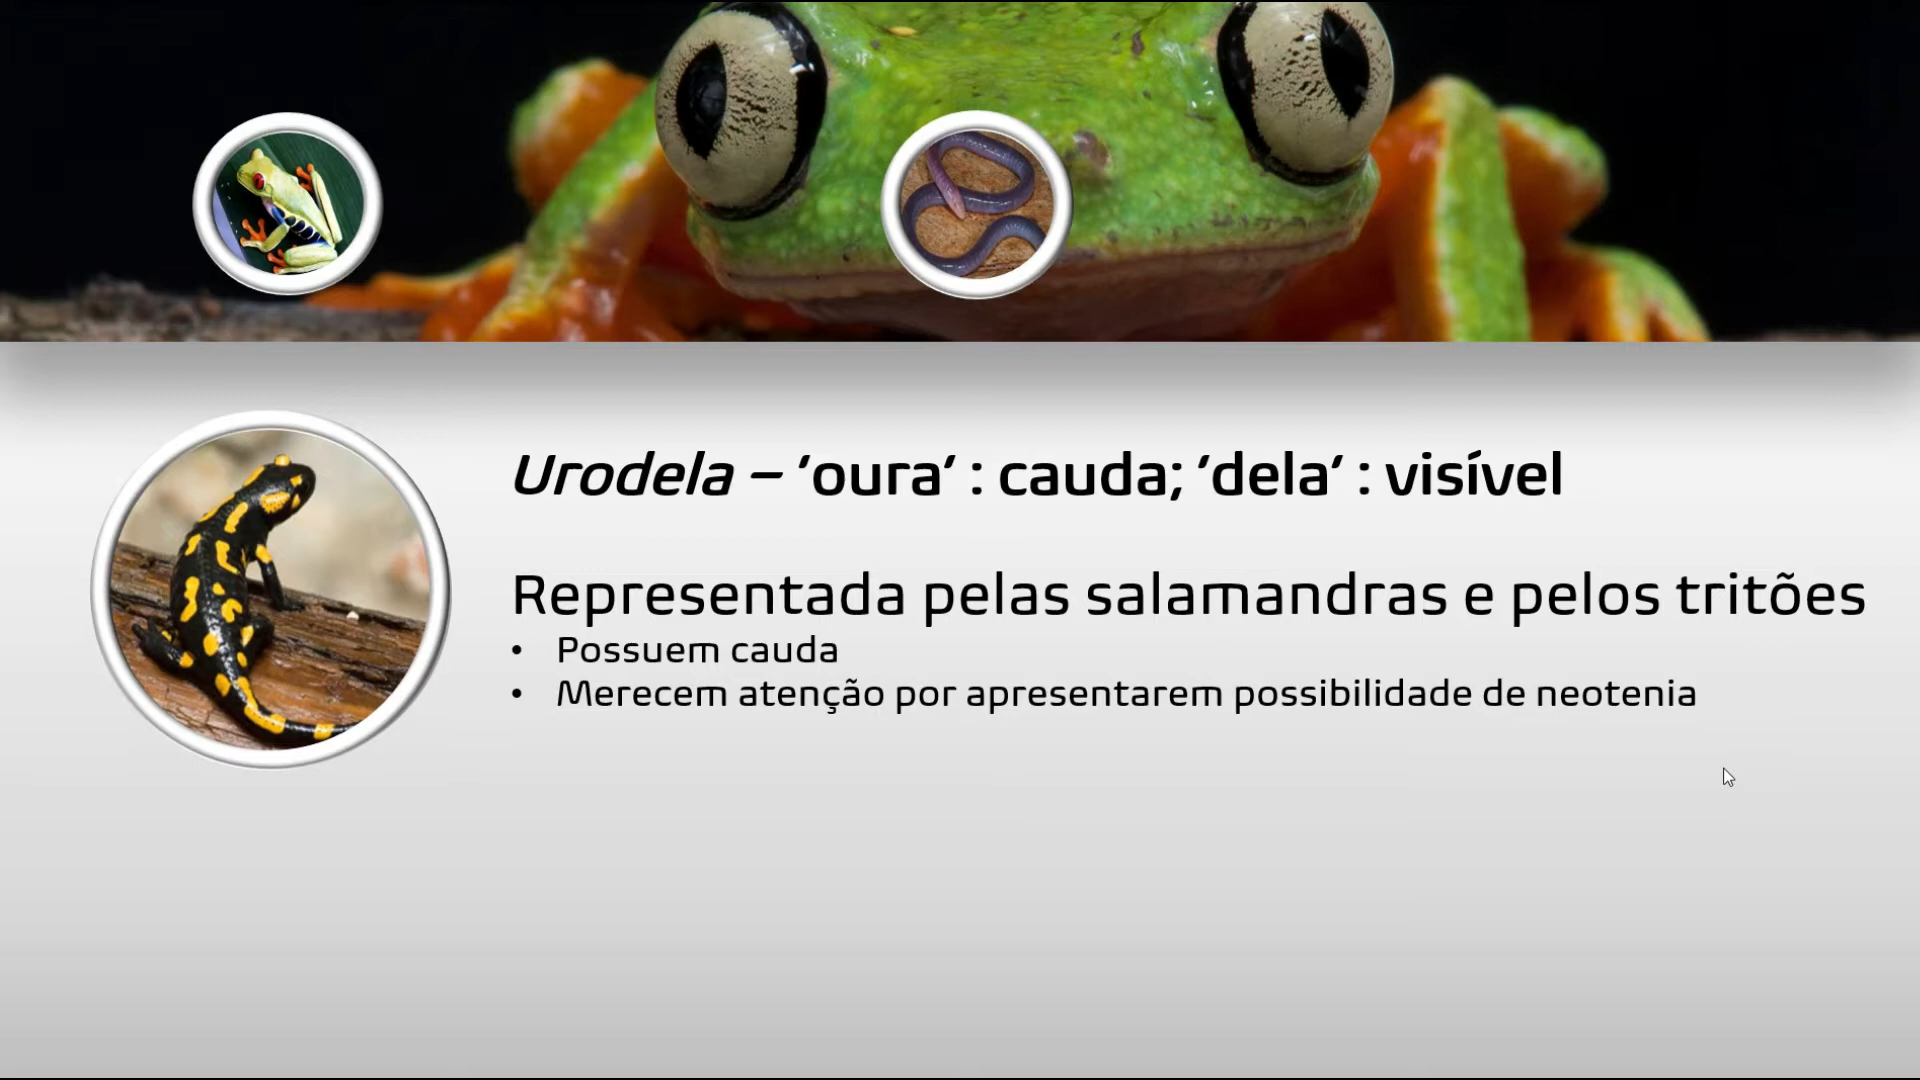 Urodela – ‘oura’ : cauda; ‘dela’ : visível
Representada pelas salamandras e pelos tritões
• Possuem cauda
• Merecem atenção por apresentarem possibilidade de neotenia